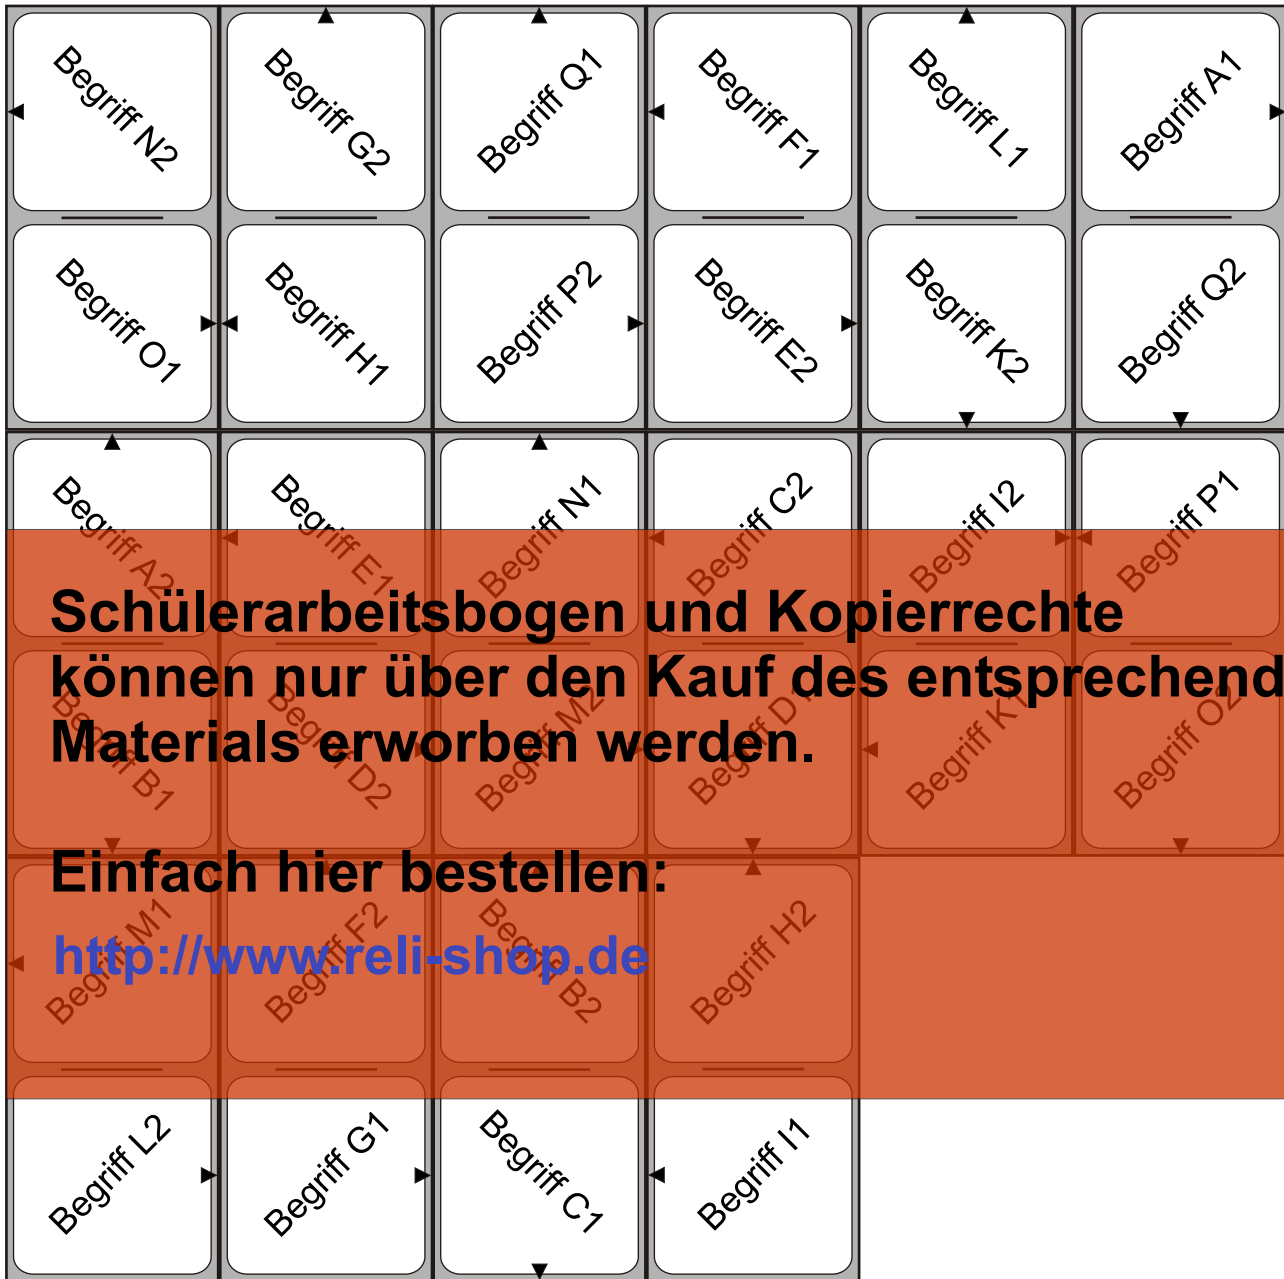 Begriff N2 Begriff G2 Begriff Q1 Begriff F1 Begriff L1 Begriff A1
Begriff O1 Begriff H1 Begriff P2 Begriff E2 Begriff K2 Begriff Q2
Begriff A2 Begriff E1 Begriff N1 Begriff C2 Begriff I2 Begriff P1
Schülerarbeitsbogen und Kopierrechte
können nur über den Kauf des entsprechend
Materials erworben werden.
Begriff B1 Begriff D2 Begriff M2 Begriff D1 Begriff K1 Begriff O2
Einfach hier bestellen:
http://www.reli-shop.de
Begriff M1 Begriff F2 Begriff B2 Begriff H2
Begriff L2 Begriff G1 Begriff C1 Begriff I1